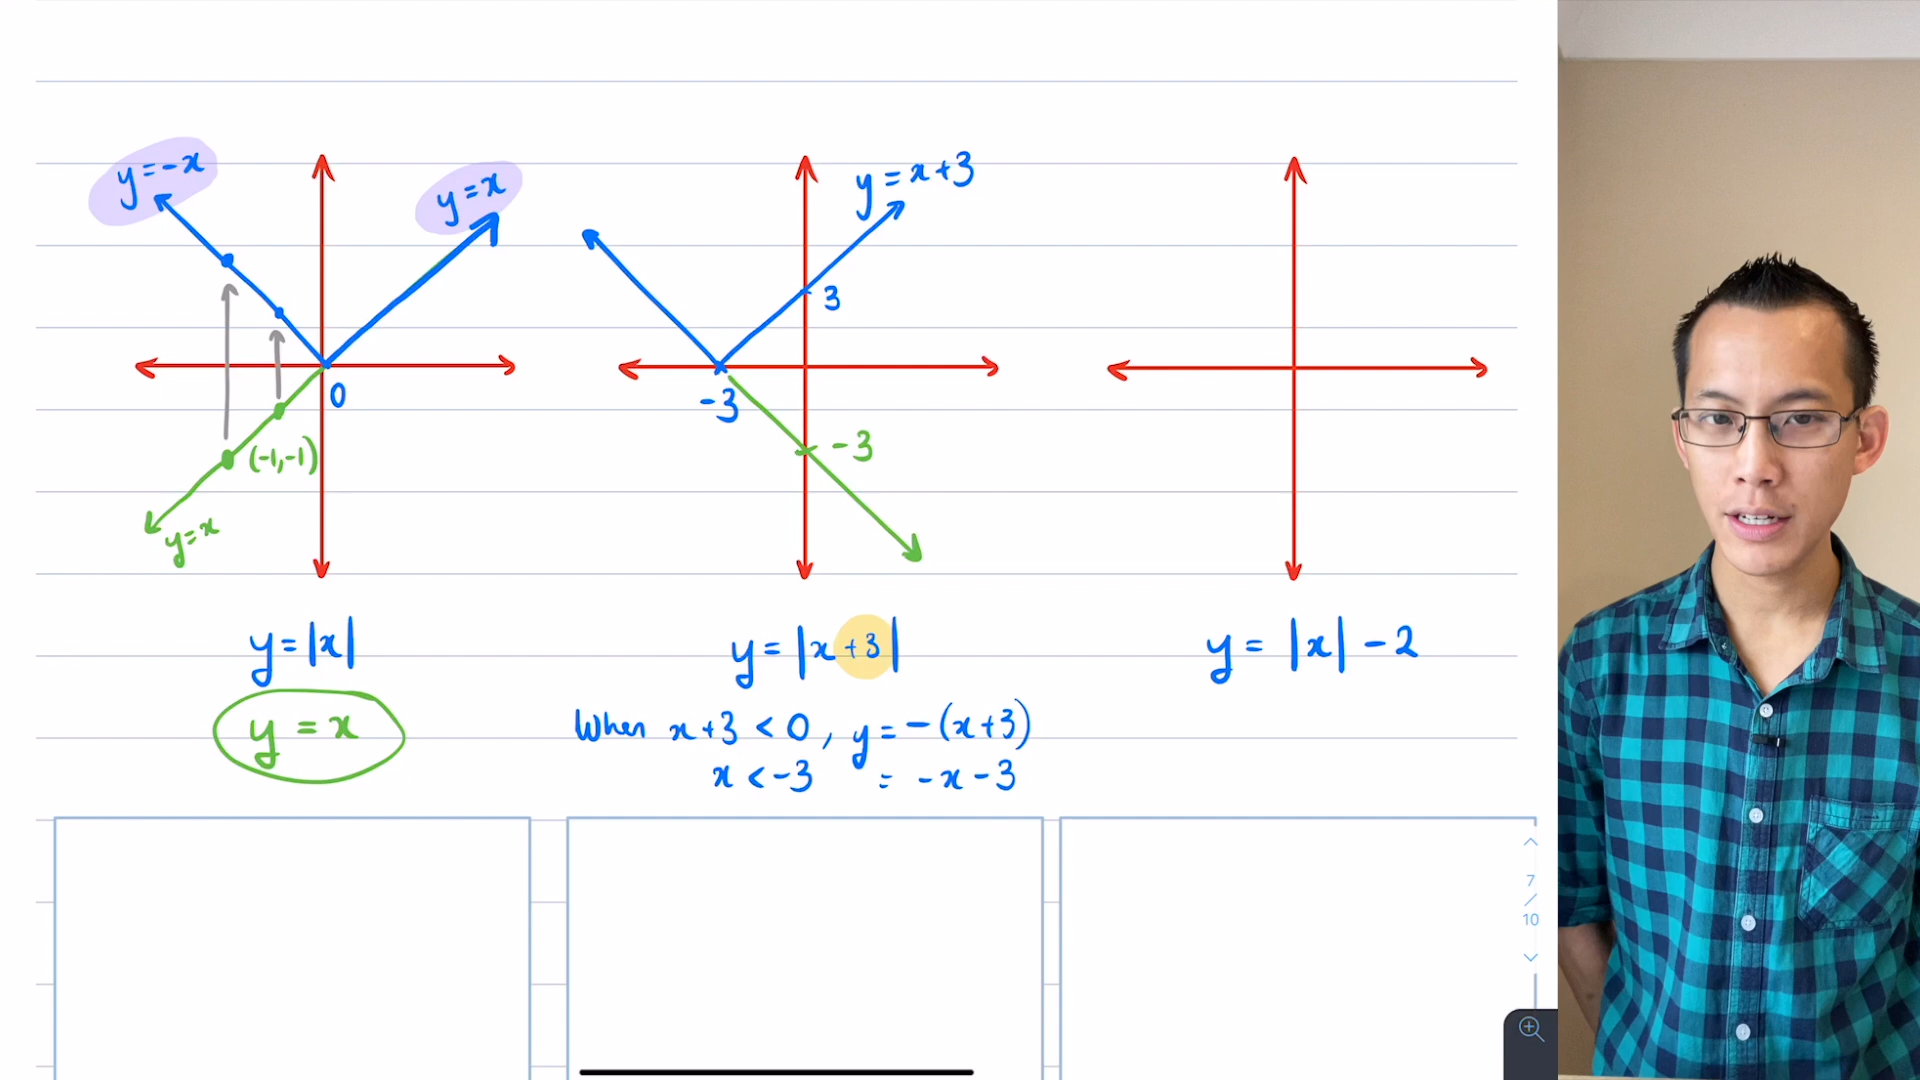 y=-x
y=x
0
(-1,-1)
y=x
y=|x|
y=x
y=x+3
3
-3
-3
y=|x+3|
When x+3<0, y=-(x+3)
x<-3 = -x-3
y=|x|-2
7
/
10